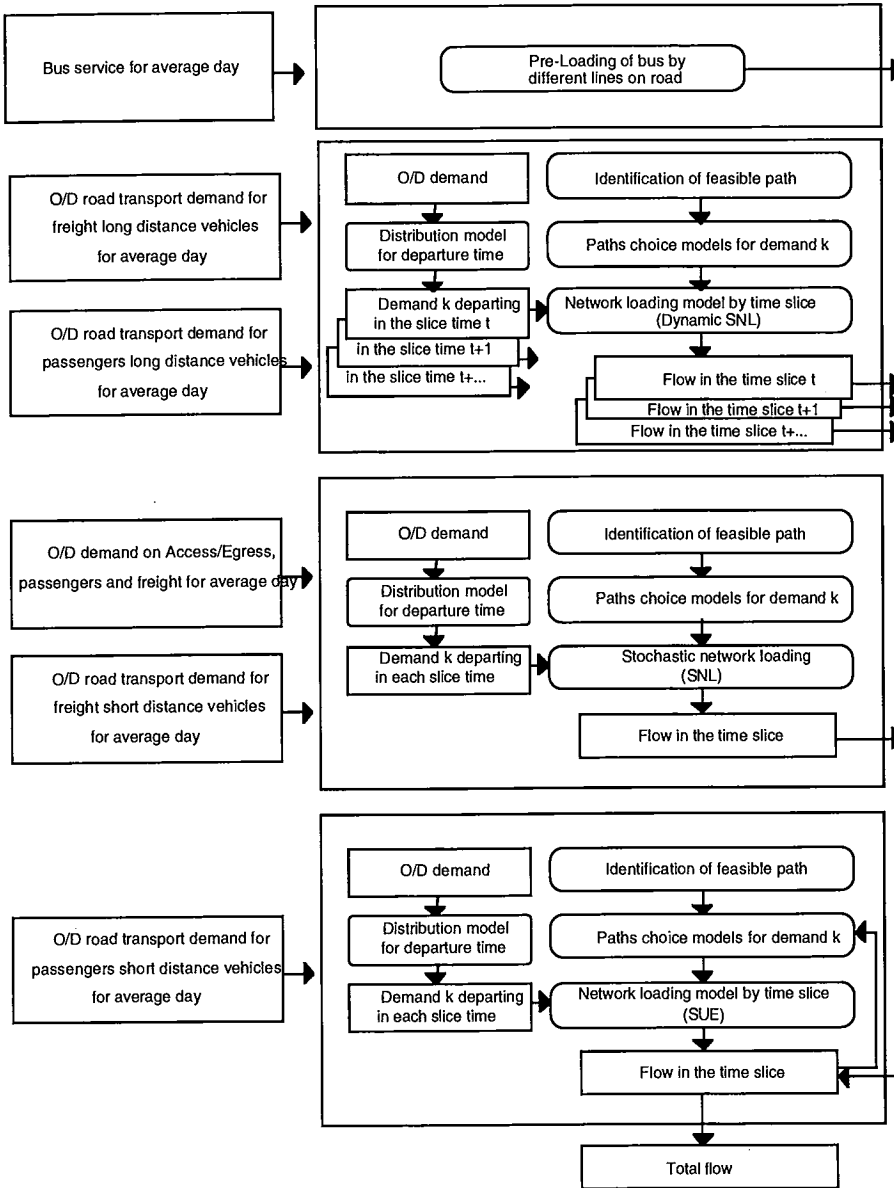 Bus service for average day
Pre-Loading of bus by
different lines on road
O/D road transport demand for
freight long distance vehicles
for average day
O/D road transport demand for
passengers long distance vehicles
for average day
O/D demand
Distribution model
for departure time
Demand k departing
in the slice time t
in the slice time t+1
in the slice time t+...
Identification of feasible path
Paths choice models for demand k
Network loading model by time slice
(Dynamic SNL)
Flow in the time slice t
Flow in the time slice t+1
Flow in the time slice t+...
O/D demand on Access/Egress,
passengers and freight for average day
O/D road transport demand for
freight short distance vehicles
for average day
O/D demand
Distribution model
for departure time
Demand k departing
in each slice time
Identification of feasible path
Paths choice models for demand k
Stochastic network loading
(SNL)
Flow in the time slice
O/D road transport demand for
passengers short distance vehicles
for average day
O/D demand
Distribution model
for departure time
Demand k departing
in each slice time
Identification of feasible path
Paths choice models for demand k
Network loading model by time slice
(SUE)
Flow in the time slice
Total flow